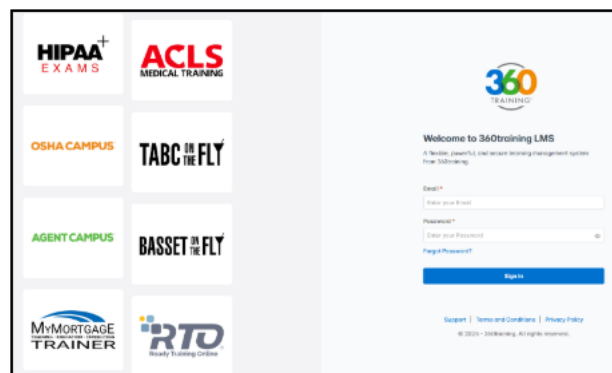 HIPAA+
EXAMS
ACLS
MEDICAL TRAINING
OSHA CAMPUS
TABC ON THE FLY
AGENT CAMPUS
BASSET ON THE FLY
MYMORTGAGE
TRAINER
RTO
Ready Training Online
360
TRAINING
Welcome to 360training LMS
A flexible, powerful, and secure learning management system
from 360training.
Email *
Enter your Email
Password *
Enter your Password
Forgot Password?
Sign In
Support | Terms and Conditions | Privacy Policy
© 2025 - 360training. All rights reserved.